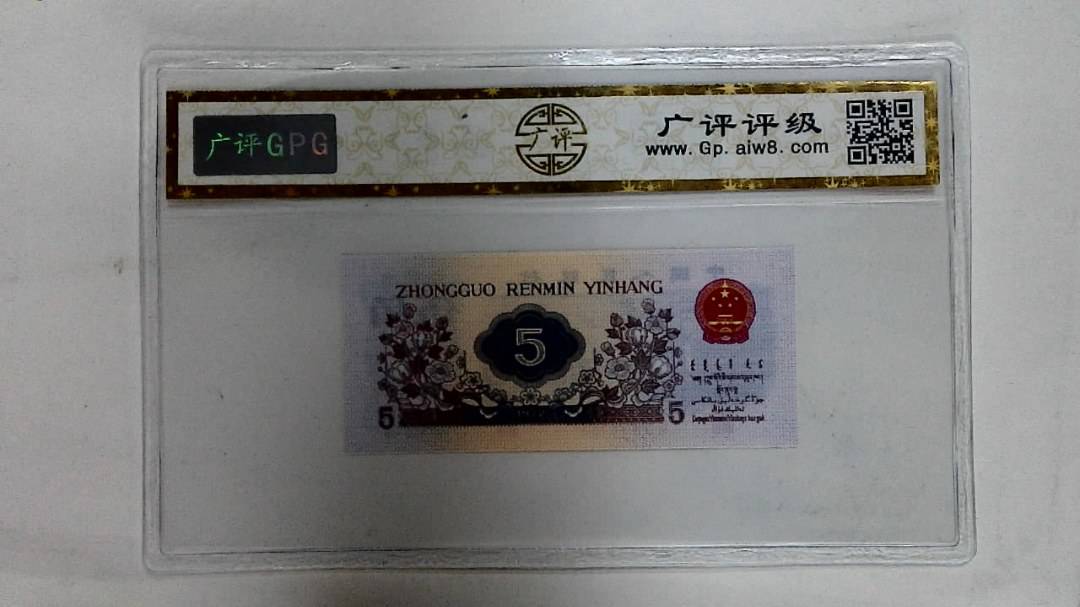 广评GPG
广评
广评评级
www. Gp. aiw8. com
ZHONGGUO RENMIN YINHANG
5
5
5
1972